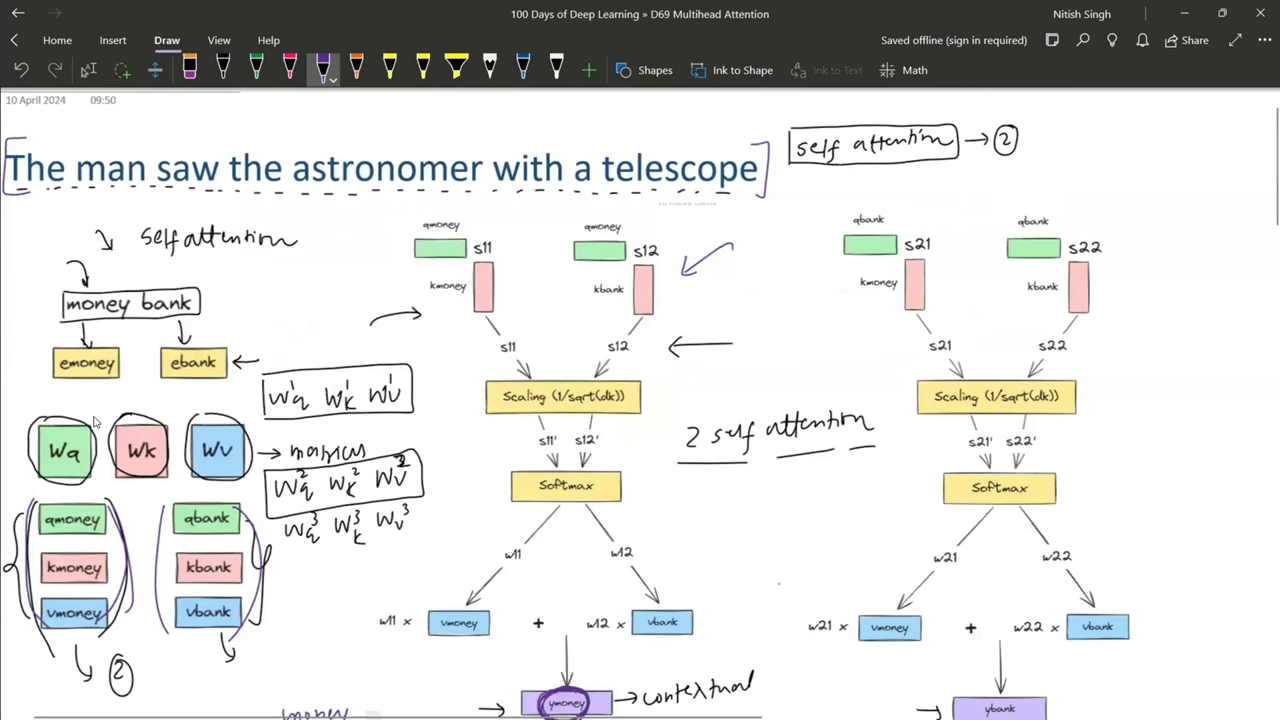 100 Days of Deep Learning » D69 Multihead Attention
Nitish Singh
Home Insert Draw View Help
Saved offline (sign in required)
Share
Shapes
Ink to Shape
Ink to Text
Math
10 April 2024 09:50
The man saw the astronomer with a telescope
self attention → 2
self attention
money bank
emoney ebank
Wq Wk Wv → matrices
W1q W1k W1v
W2q W2k W2v
W3q W3k W3v
qmoney qbank
kmoney kbank
vmoney vbank
2
money
qmoney s11 qmoney s12
kmoney kbank
s11 s12
Scaling (1/sqrt(dk))
s11' s12'
Softmax
w11 w12
w11 x vmoney + w12 x vbank
ymoney → contextual
2 self attention
qbank s21 qbank s22
kmoney kbank
s21 s22
Scaling (1/sqrt(dk))
s21' s22'
Softmax
w21 w22
w21 x vmoney + w22 x vbank
ybank